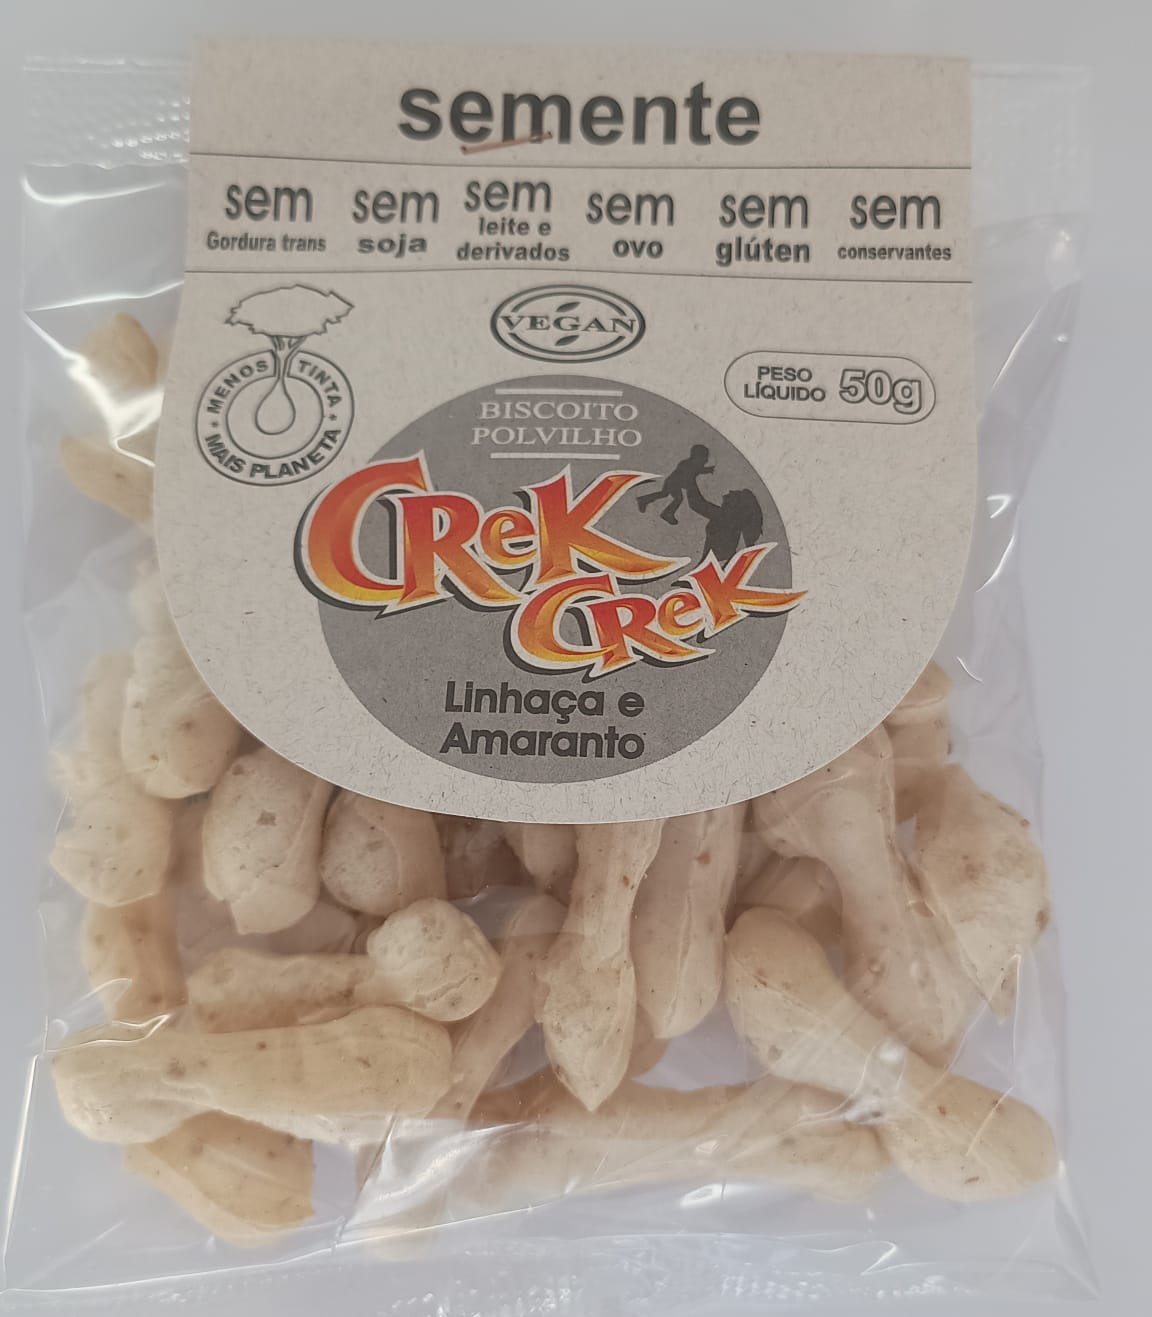 semente
sem
Gordura trans
sem
soja
sem
leite e
derivados
sem
ovo
sem
glúten
sem
conservantes
MENOS TINTA
MAIS PLANETA
VEGAN
PESO
LÍQUIDO 50g
BISCOITO
POLVILHO
CReK
CReK
Linhaça e
Amaranto